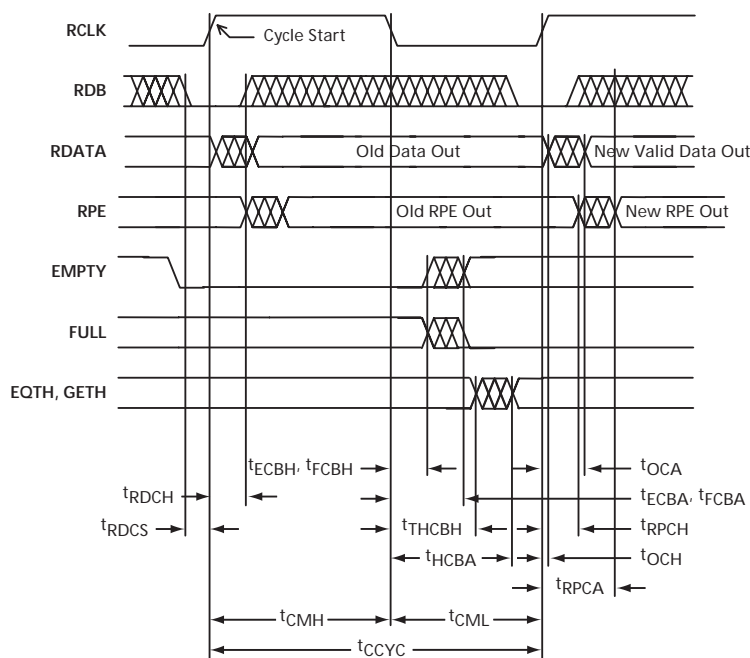 RCLK
Cycle Start
RDB
RDATA
Old Data Out
New Valid Data Out
RPE
Old RPE Out
New RPE Out
EMPTY
FULL
EQTH, GETH
tECBH, tFCBH
tOCA
tRDCH
tECBA, tFCBA
tRDCS
tTHCBH
tRPCH
tHCBA
tOCH
tRPCA
tCMH
tCML
tCCYC